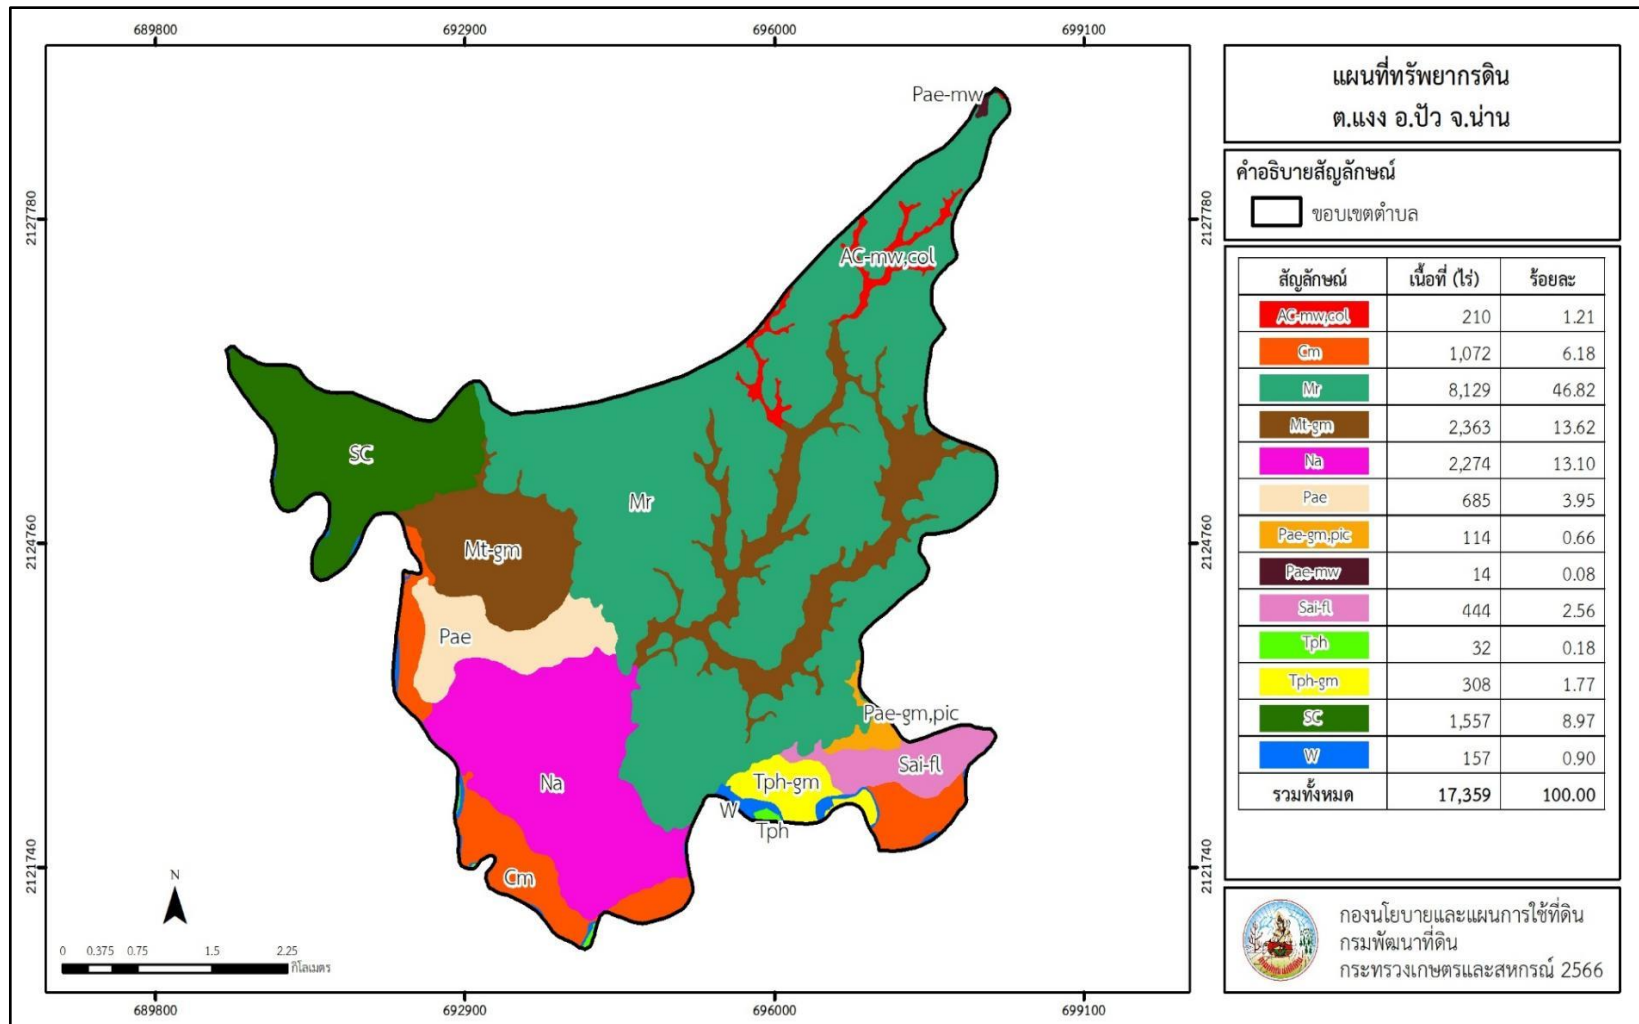 689800 692900 696000 699100
แผนที่ทรัพยากรดิน
ต.แงง อ.ปัว จ.น่าน
คำอธิบายสัญลักษณ์
ขอบเขตตำบล
สัญลักษณ์ เนื้อที่ (ไร่) ร้อยละ
AC-mw,col 210 1.21
Cm 1,072 6.18
Mr 8,129 46.82
Mt-gm 2,363 13.62
Na 2,274 13.10
Pae 685 3.95
Pae-gm,pic 114 0.66
Pae-mw 14 0.08
Sai-fl 444 2.56
Tph 32 0.18
Tph-gm 308 1.77
SC 1,557 8.97
W 157 0.90
รวมทั้งหมด 17,359 100.00
กองนโยบายและแผนการใช้ที่ดิน
กรมพัฒนาที่ดิน
กระทรวงเกษตรและสหกรณ์ 2566
Pae-mw
2127780 2127780
AC-mw,col
SC
Mr
2124760 2124760
Mt-gm
Pae
Pae-gm,pic
Sai-fl
Na
Tph-gm
W
Tph
2121740 2121740
Cm
N
0 0.375 0.75 1.5 2.25
กิโลเมตร
689800 692900 696000 699100